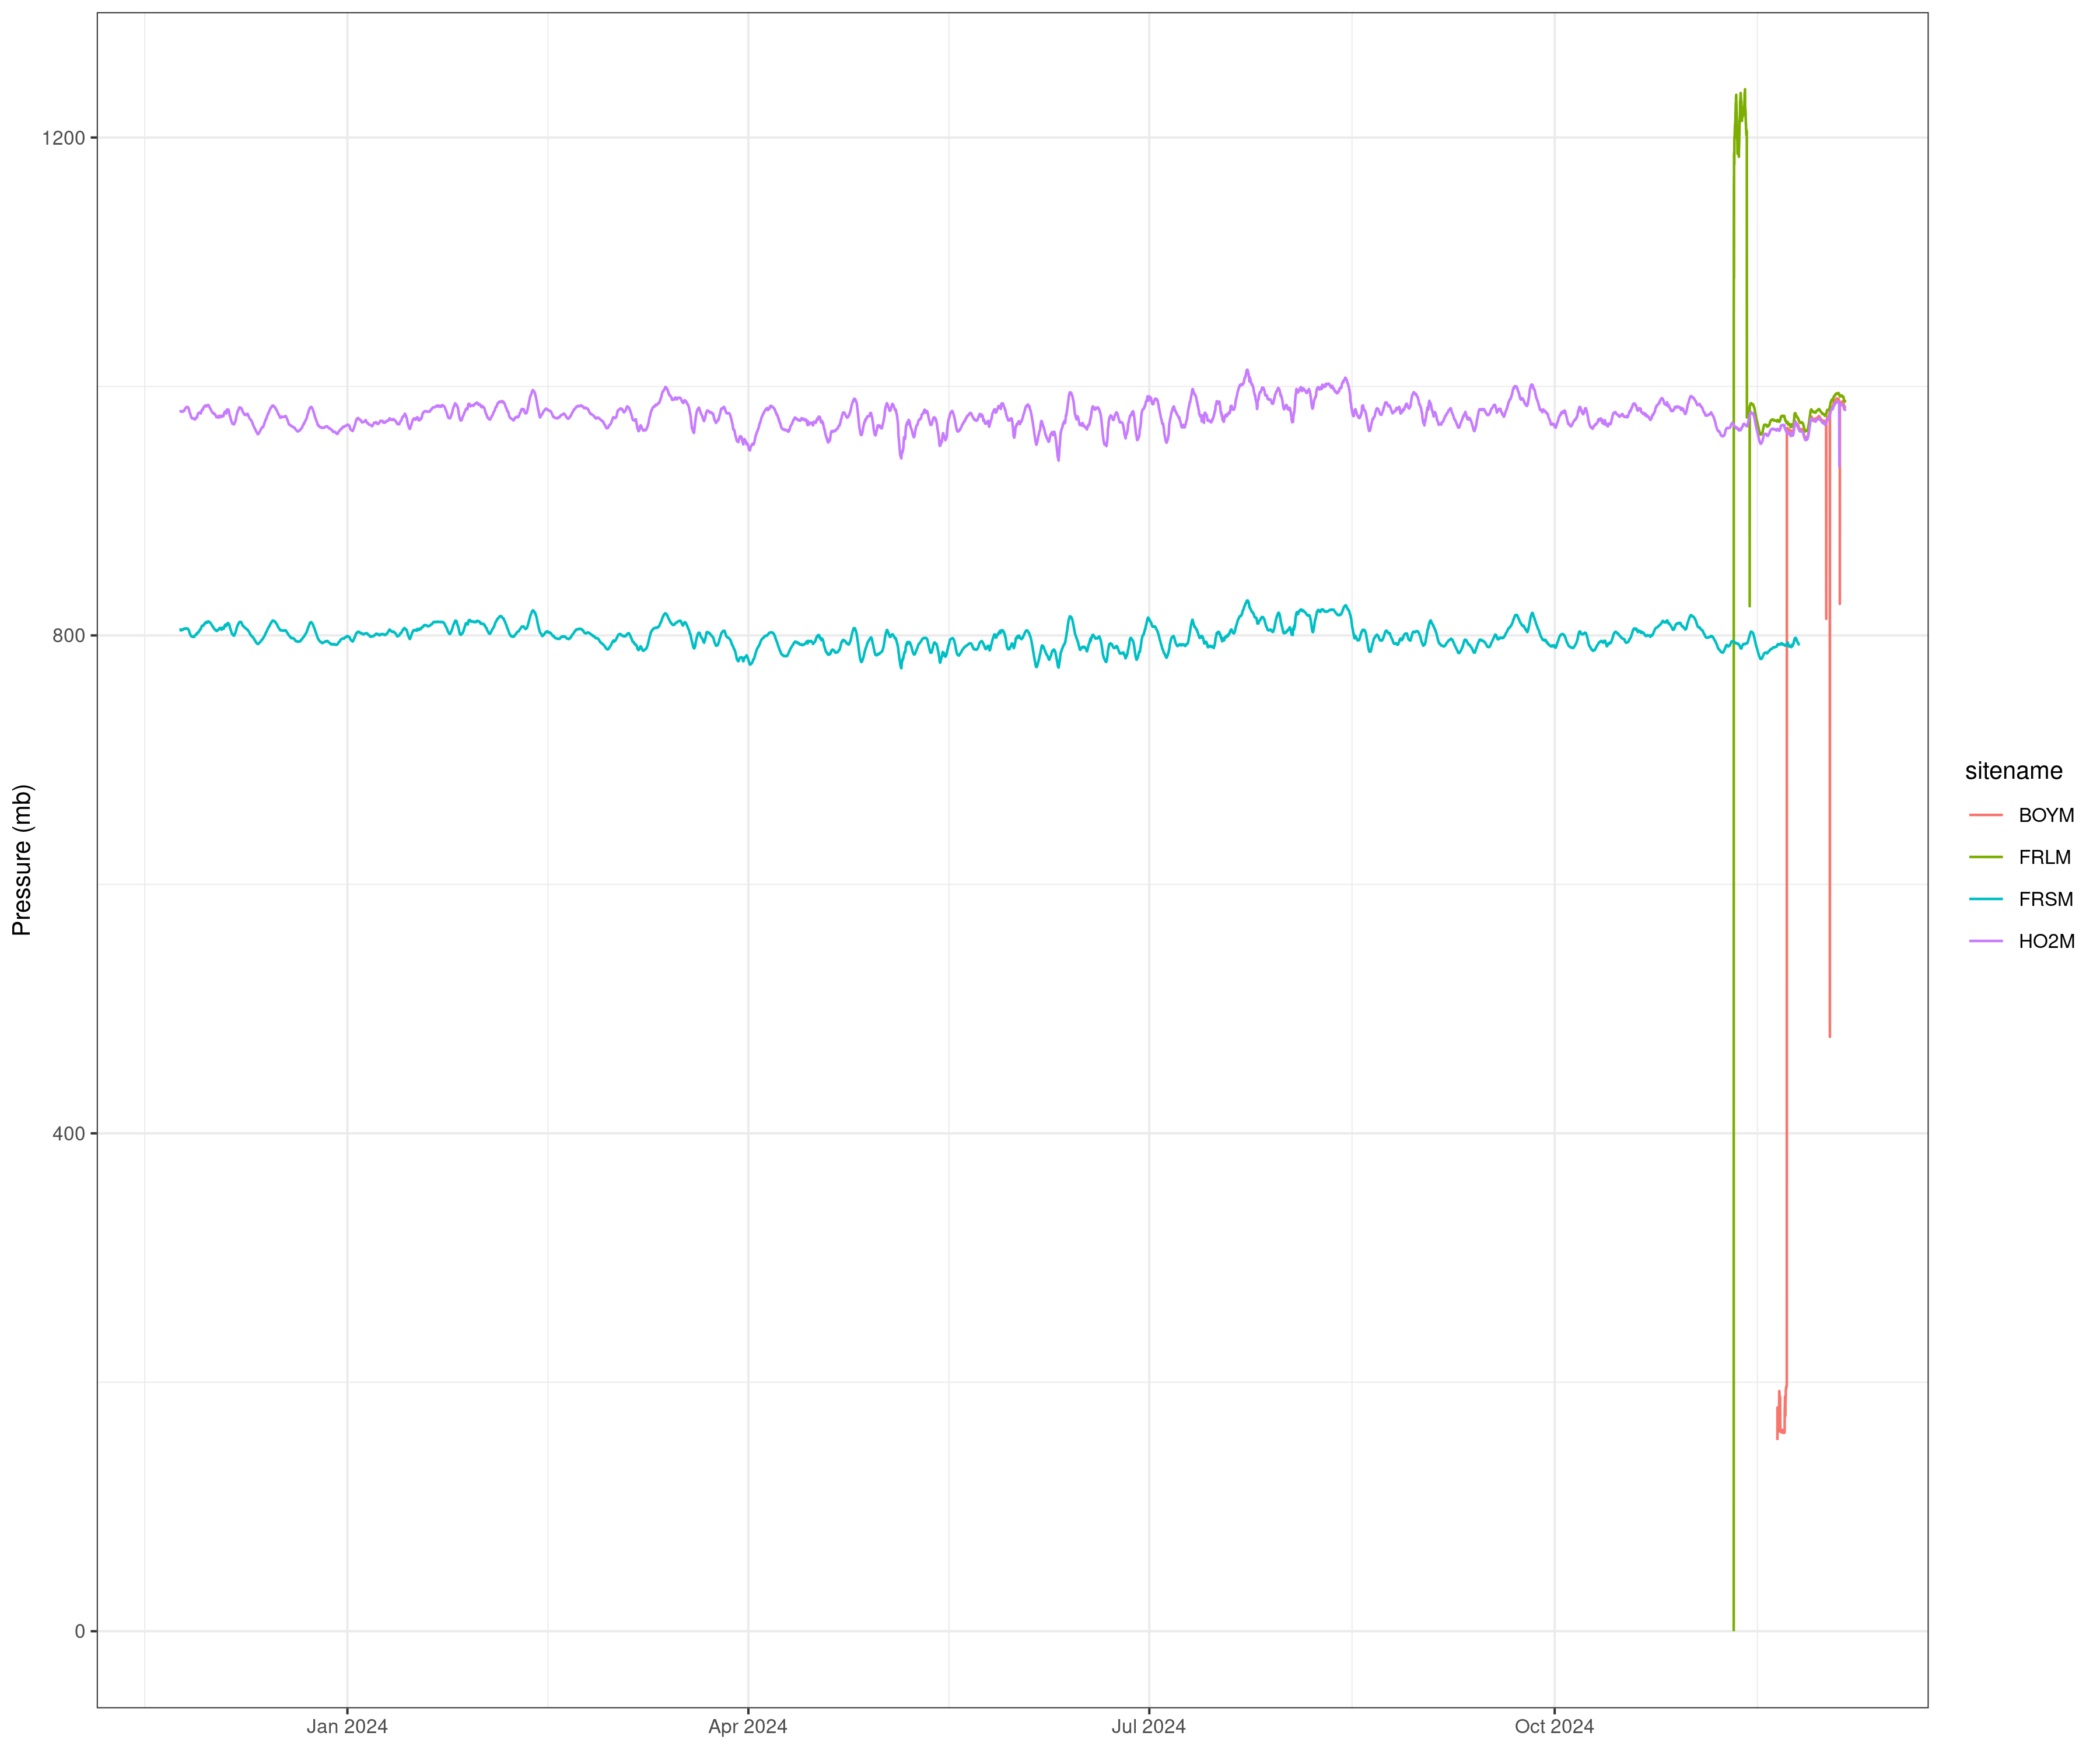 1200
800
400
0
Pressure (mb)
Jan 2024
Apr 2024
Jul 2024
Oct 2024
sitename
BOYM
FRLM
FRSM
HO2M